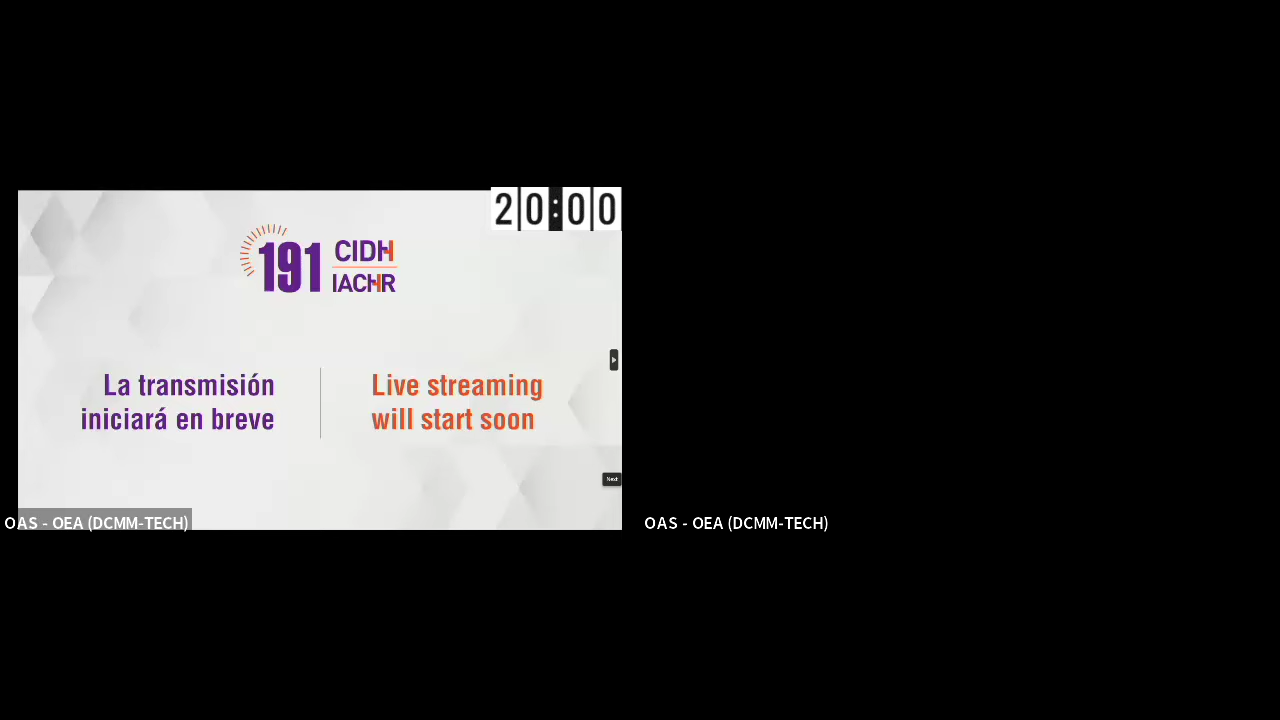 20:00
191 CIDH
IACHR
La transmisión
iniciará en breve
Live streaming
will start soon
Next
OAS - OEA (DCMM-TECH)
OAS - OEA (DCMM-TECH)